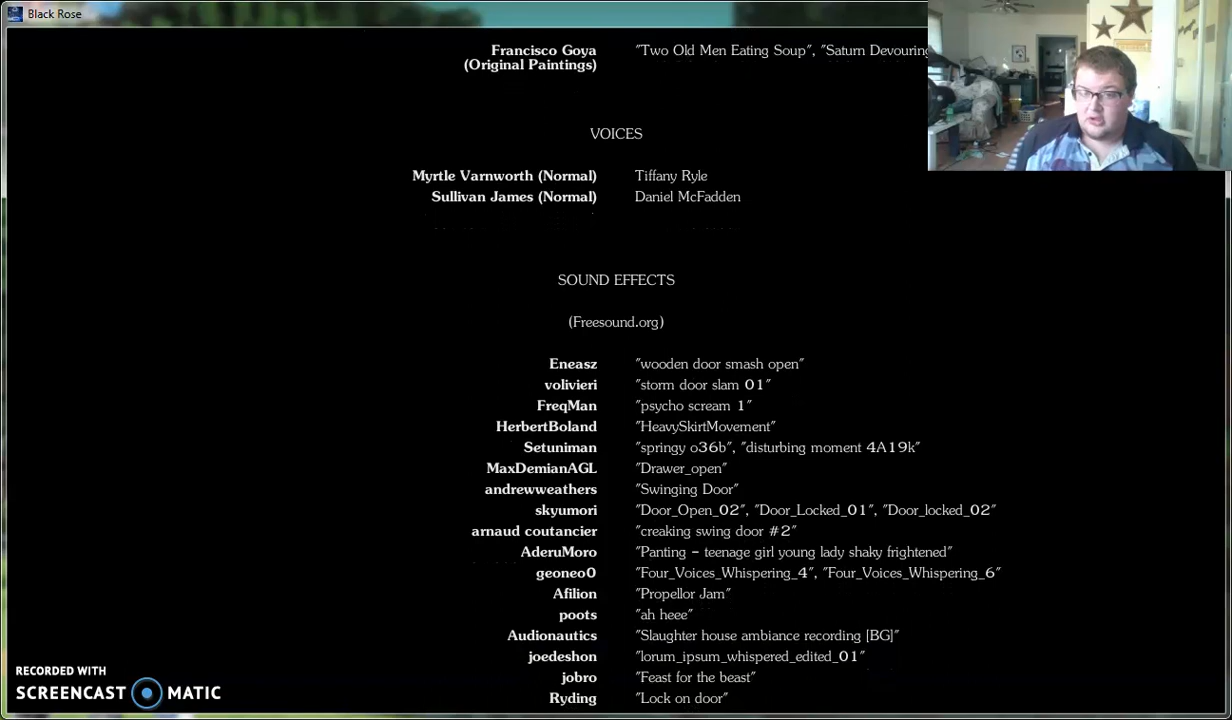 Black Rose
Francisco Goya "Two Old Men Eating Soup", "Saturn Devouring
(Original Paintings)
VOICES
Myrtle Varnworth (Normal) Tiffany Ryle
Sullivan James (Normal) Daniel McFadden
SOUND EFFECTS
(Freesound.org)
Eneasz "wooden door smash open"
volivieri "storm door slam 01"
FreqMan "psycho scream 1"
HerbertBoland "HeavySkirtMovement"
Setuniman "springy o36b", "disturbing moment 4A19k"
MaxDemianAGL "Drawer_open"
andrewweathers "Swinging Door"
skyumori "Door_Open_02", "Door_Locked_01", "Door_locked_02"
arnaud coutancier "creaking swing door #2"
AderuMoro "Panting - teenage girl young lady shaky frightened"
geoneo0 "Four_Voices_Whispering_4", "Four_Voices_Whispering_6"
Afilion "Propellor Jam"
poots "ah heee"
Audionautics "Slaughter house ambiance recording [BG]"
joedeshon "lorum_ipsum_whispered_edited_01"
jobro "Feast for the beast"
Ryding "Lock on door"
RECORDED WITH
SCREENCAST MATIC